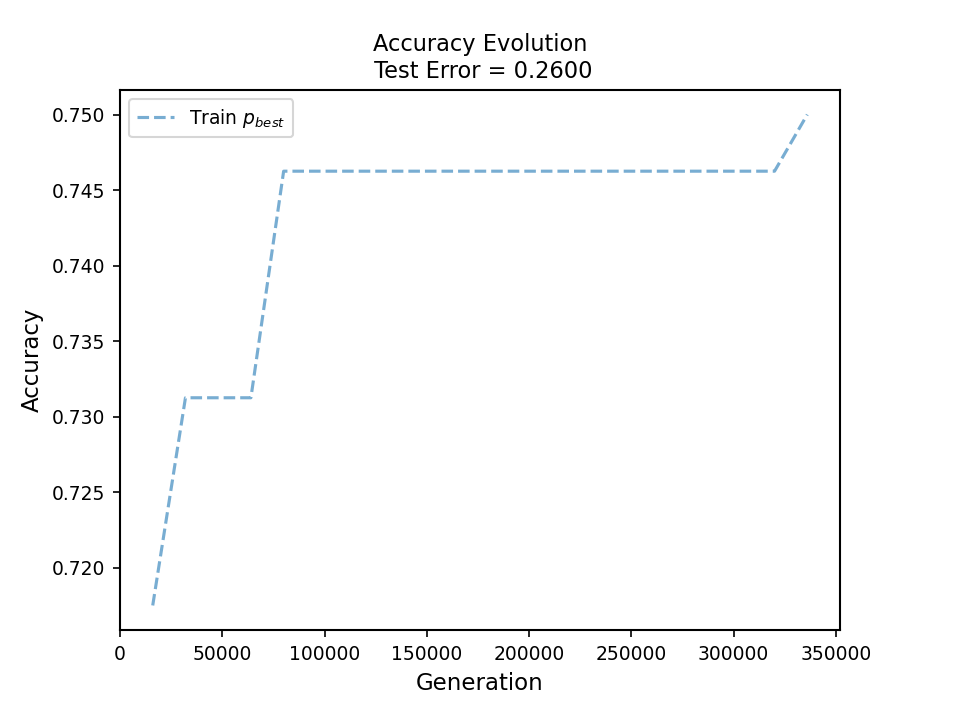 Accuracy Evolution
Test Error = 0.2600
Train p_best
0.750
0.745
0.740
0.735
0.730
0.725
0.720
Accuracy
0 50000 100000 150000 200000 250000 300000 350000
Generation